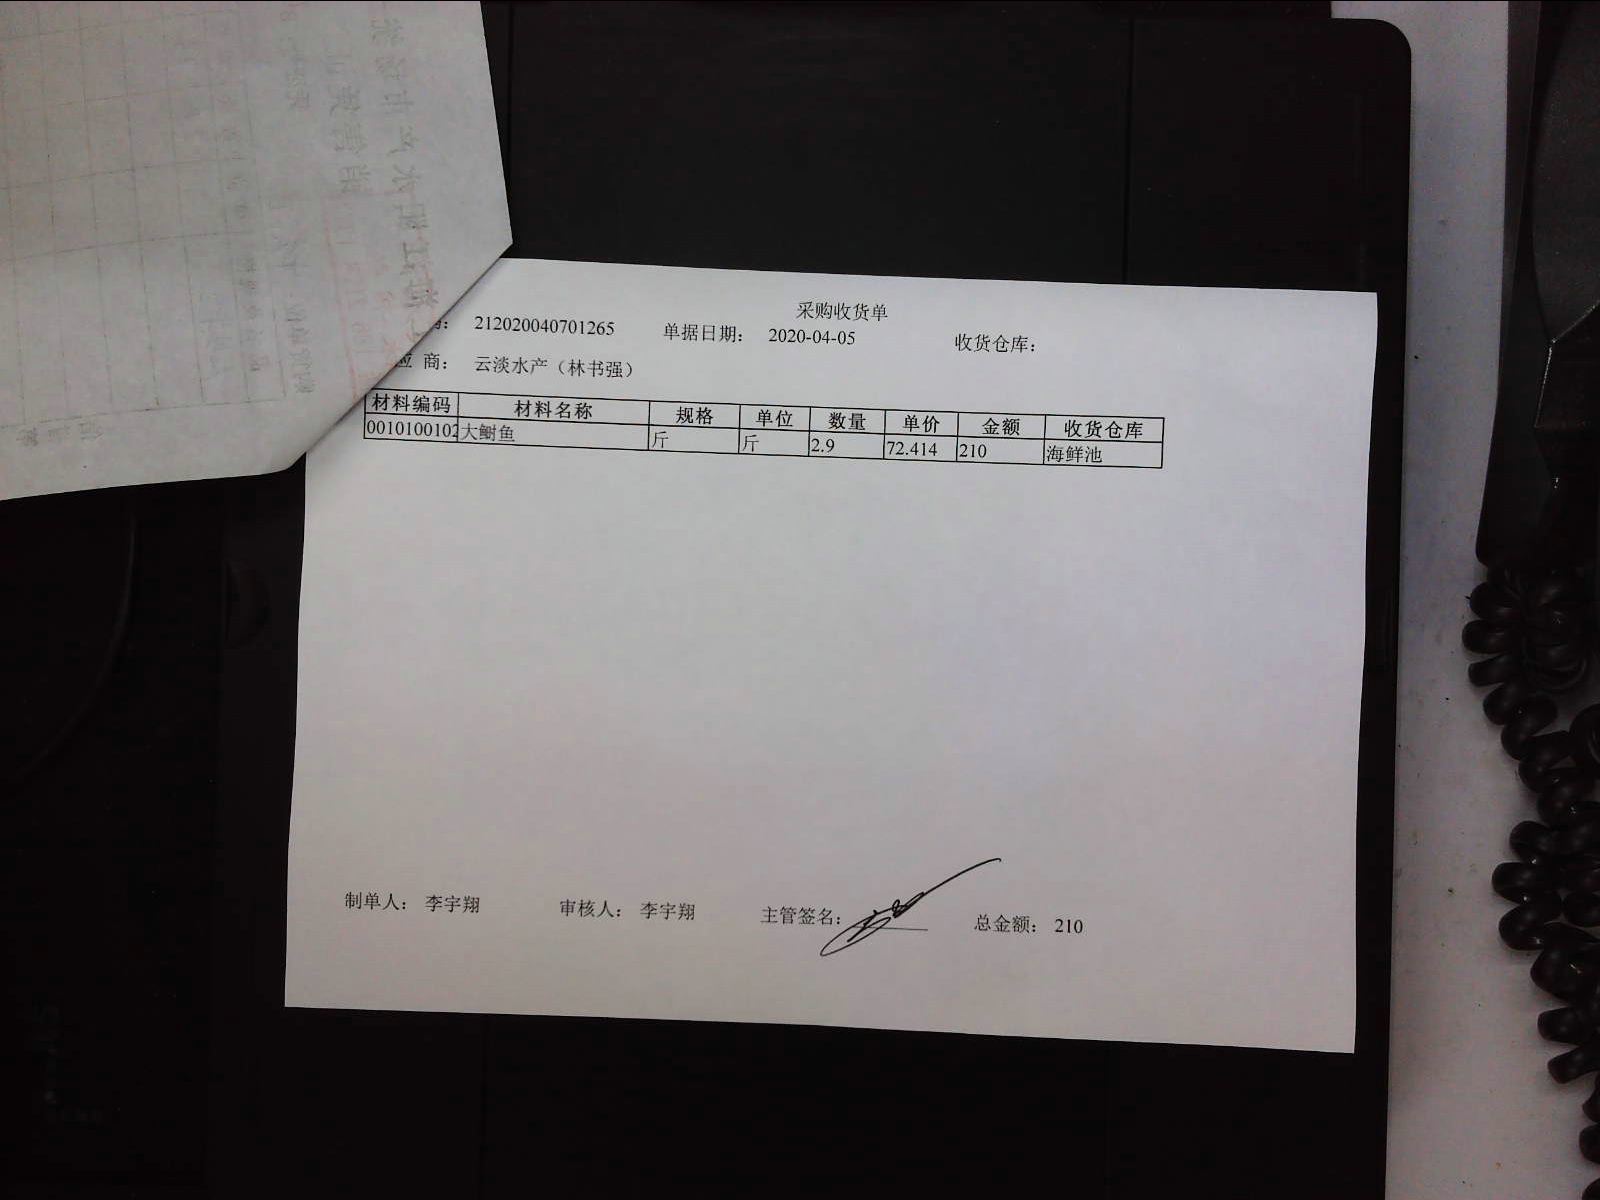 采购收货单
212020040701265 单据日期： 2020-04-05 收货仓库：
应 商： 云淡水产（林书强）
材料编码 材料名称 规格 单位 数量 单价 金额 收货仓库
0010100102 大鲥鱼 斤 斤 2.9 72.414 210 海鲜池
制单人： 李宇翔 审核人： 李宇翔 主管签名： 总金额： 210